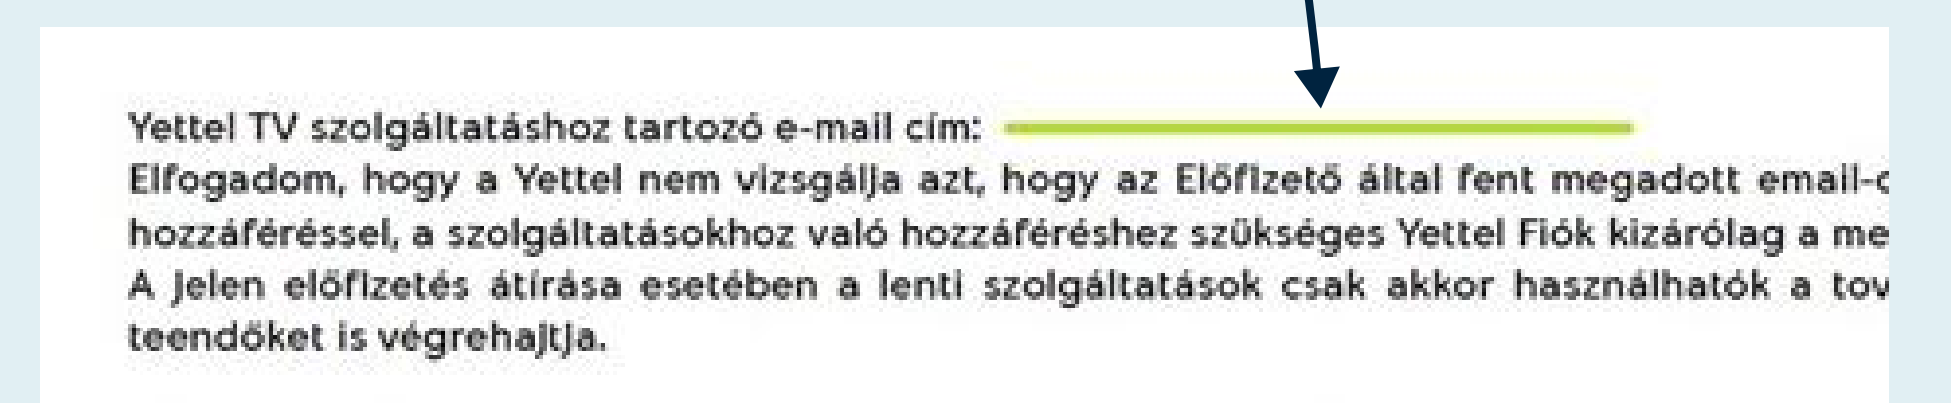 Yettel TV szolgáltatáshoz tartozó e-mail cím:
Elfogadom, hogy a Yettel nem vizsgálja azt, hogy az Előfizető által fent megadott email-c
hozzáféréssel, a szolgáltatásokhoz való hozzáféréshez szükséges Yettel Fiók kizárólag a me
A jelen előfizetés átírása esetében a lenti szolgáltatások csak akkor használhatók a tov
teendőket is végrehajtja.